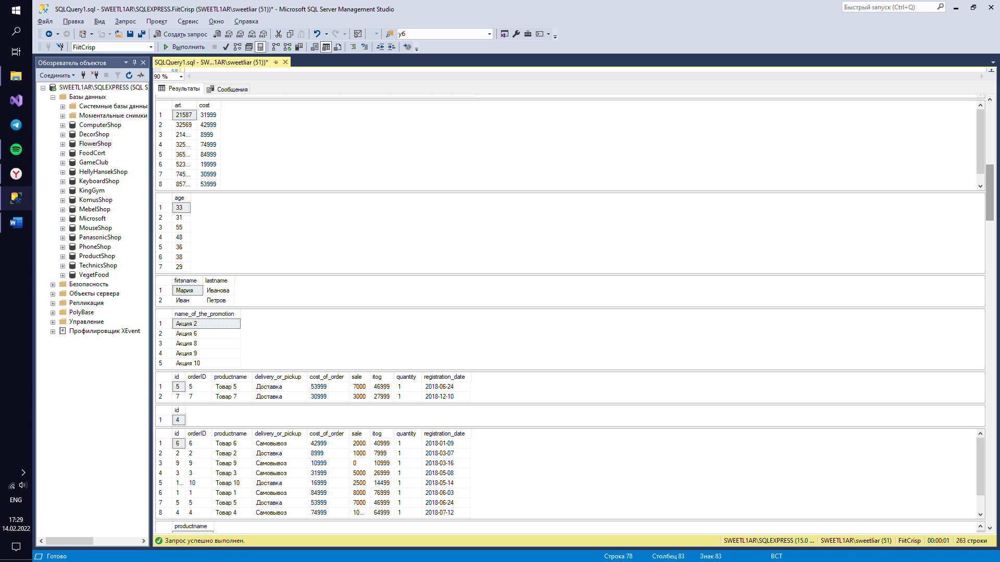 SQLQuery1.sql - SWEETL1AR\SQLEXPRESS.FiitCrisp (SWEETL1AR\sweetliar (51))* - Microsoft SQL Server Management Studio
Быстрый запуск (Ctrl+Q)
Файл Правка Вид Запрос Проект Сервис Окно Справка
Создать запрос MDX DMX XMLA DAX у6
FiitCrisp Выполнить
Обозреватель объектов
Соединить
SWEETL1AR\SQLEXPRESS (SQL S
Базы данных
Системные базы данны
Моментальные снимки
ComputerShop
DecorShop
FlowerShop
FoodCort
GameClub
HellyHansekShop
KeyboardShop
KingGym
KomusShop
MebelShop
Microsoft
MouseShop
PanasonicShop
PhoneShop
ProductShop
TechnicsShop
VegetFood
Безопасность
Объекты сервера
Репликация
PolyBase
Управление
Профилировщик XEvent
SQLQuery1.sql - SW...1AR\sweetliar (51))*
58
90 %
Результаты Сообщения
art cost
1 21587 31999
2 32569 42999
3 214... 8999
4 325... 74999
5 365... 84999
6 523... 19999
7 745... 30999
8 857... 53999
age
1 33
2 31
3 55
4 48
5 36
6 38
7 29
firtsname lastname
1 Мария Иванова
2 Иван Петров
name_of_the_promotion
1 Акция 2
2 Акция 6
3 Акция 8
4 Акция 9
5 Акция 10
id orderID productname delivery_or_pickup cost_of_order sale itog quantity registration_date
1 5 5 Товар 5 Доставка 53999 7000 46999 1 2018-06-24
2 7 7 Товар 7 Доставка 30999 3000 27999 1 2018-12-10
id
1 4
id orderID productname delivery_or_pickup cost_of_order sale itog quantity registration_date
1 6 6 Товар 6 Самовывоз 42999 2000 40999 1 2018-01-09
2 2 2 Товар 2 Доставка 8999 1000 7999 1 2018-03-07
3 9 9 Товар 9 Самовывоз 10999 0 10999 1 2018-03-16
4 3 3 Товар 3 Самовывоз 31999 5000 26999 1 2018-05-08
5 1... 10 Товар 10 Доставка 16999 2500 14499 1 2018-05-14
6 1 1 Товар 1 Самовывоз 84999 8000 76999 1 2018-06-03
7 5 5 Товар 5 Доставка 53999 7000 46999 1 2018-06-24
8 4 4 Товар 4 Самовывоз 74999 10... 64999 1 2018-07-12
productname
Запрос успешно выполнен. SWEETL1AR\SQLEXPRESS (15.0 ... SWEETL1AR\sweetliar (51) FiitCrisp 00:00:01 263 строки
Готово Строка 78 Столбец 83 Знак 83 ВСТ
ENG
17:29
14.02.2022